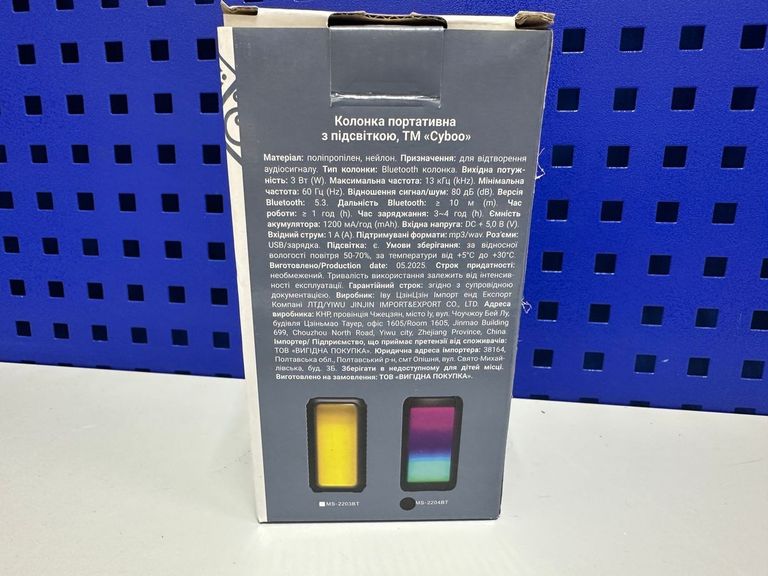 Колонка портативна
з підсвіткою, ТМ «Cyboo»
Матеріал: поліпропілен, нейлон. Призначення: для відтворення
аудіосигналу. Тип колонки: Bluetooth колонка. Вихідна потуж-
ність: 3 Вт (W). Максимальна частота: 13 кГц (kHz). Мінімальна
частота: 60 Гц (Hz). Відношення сигнал/шум: 80 дБ (dB). Версія
Bluetooth: 5.3. Дальність Bluetooth: ≥ 10 м (m). Час
роботи: ≥ 1 год (h). Час заряджання: 3~4 год (h). Ємність
акумулятора: 1200 мА/год (mAh). Вхідна напруга: DC + 5,0 В (V).
Вхідний струм: 1 А (A). Підтримувані формати: mp3/wav. Роз'єми:
USB/зарядка. Підсвітка: є. Умови зберігання: за відносної
вологості повітря 50-70%, за температури від +5°C до +30°C.
Виготовлено/Production date: 05.2025. Строк придатності:
необмежений. Тривалість використання залежить від інтенсив-
ності експлуатації. Гарантійний строк: згідно з супровідною
документацією. Виробник: Іву ЦзінЦзін Імпорт енд Експорт
Компані ЛТД/YIWU JINJIN IMPORT&EXPORT CO., LTD. Адреса
виробника: КНР, провінція Чжецзян, місто Іу, вул. Чоучжоу Бей Лу,
будівля Цзіньмао Тауер, офіс 1605/Room 1605, Jinmao Building
699, Chouzhou North Road, Yiwu city, Zhejiang Province, China.
Імпортер/ Підприємство, що приймає претензії від споживачів:
ТОВ «ВИГІДНА ПОКУПКА». Юридична адреса імпортера: 38164,
Полтавська обл., Полтавський р-н, смт Опішня, вул. Свято-Михай-
лівська, буд. 3Б. Зберігати в недоступному для дітей місці.
Виготовлено на замовлення: ТОВ «ВИГІДНА ПОКУПКА».
MS-2203BT
MS-2204BT